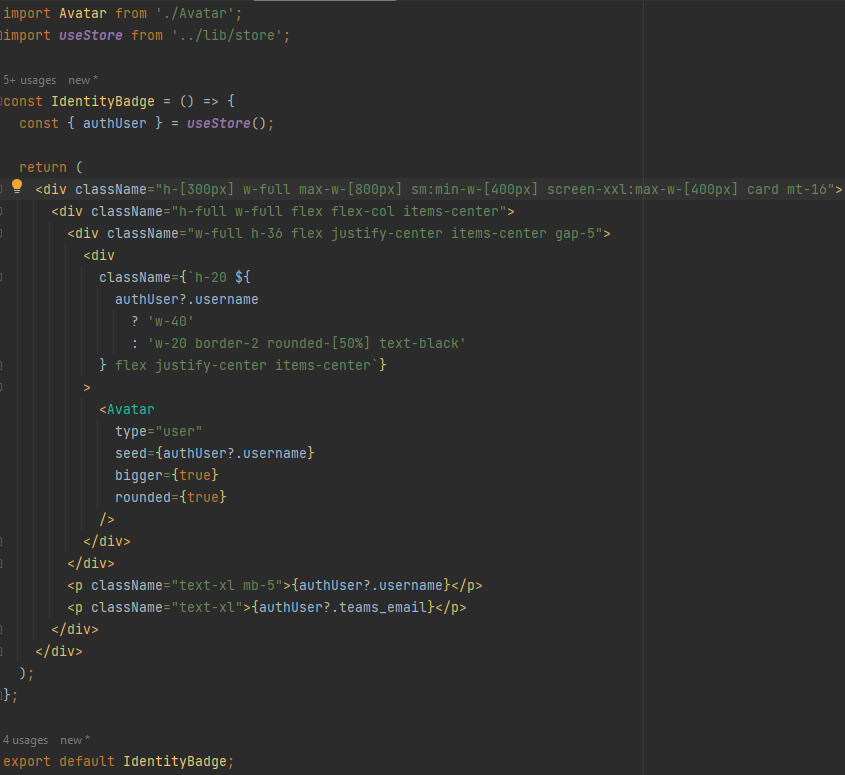 import Avatar from './Avatar';
import useStore from '../lib/store';
5+ usages new *
const IdentityBadge = () => {
  const { authUser } = useStore();
  return (
    <div className="h-[300px] w-full max-w-[800px] sm:min-w-[400px] screen-xxl:max-w-[400px] card mt-16">
      <div className="h-full w-full flex flex-col items-center">
        <div className="w-full h-36 flex justify-center items-center gap-5">
          <div
            className={`h-20 ${
              authUser?.username
                ? 'w-40'
                : 'w-20 border-2 rounded-[50%] text-black'
            } flex justify-center items-center`}
          >
            <Avatar
              type="user"
              seed={authUser?.username}
              bigger={true}
              rounded={true}
            />
          </div>
        </div>
        <p className="text-xl mb-5">{authUser?.username}</p>
        <p className="text-xl">{authUser?.teams_email}</p>
      </div>
    </div>
  );
};
4 usages new *
export default IdentityBadge;